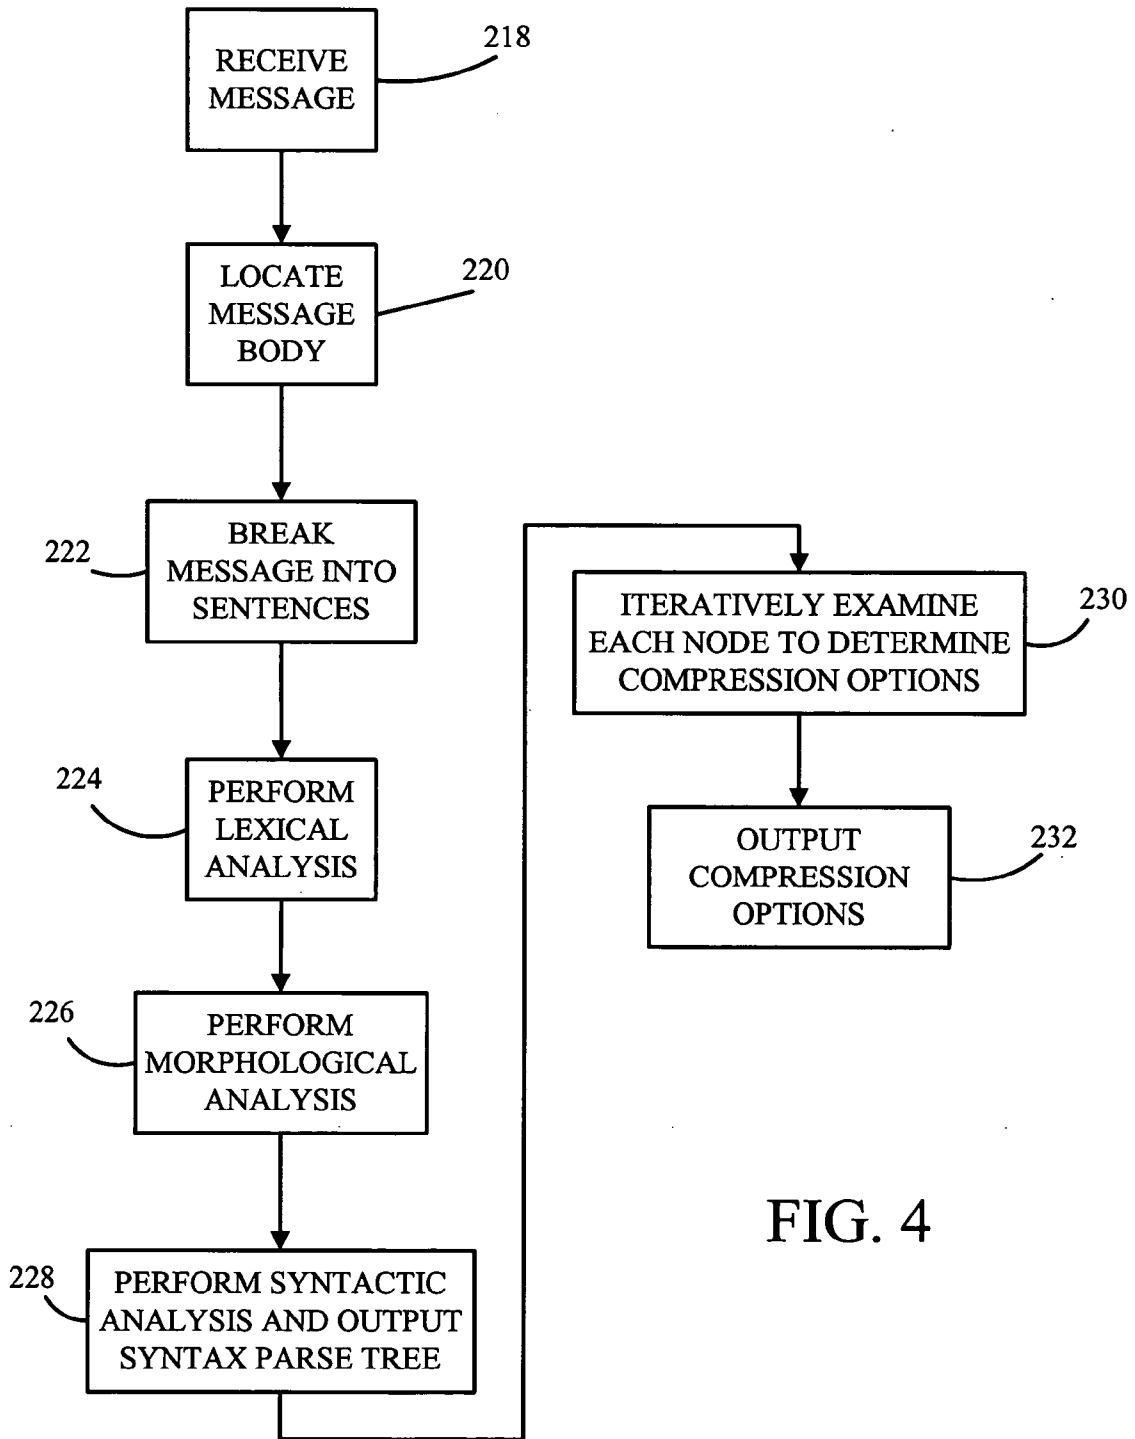 RECEIVE
MESSAGE
218
LOCATE
MESSAGE
BODY
220
BREAK
MESSAGE INTO
SENTENCES
222
PERFORM
LEXICAL
ANALYSIS
224
PERFORM
MORPHOLOGICAL
ANALYSIS
226
PERFORM SYNTACTIC
ANALYSIS AND OUTPUT
SYNTAX PARSE TREE
228
ITERATIVELY EXAMINE
EACH NODE TO DETERMINE
COMPRESSION OPTIONS
230
OUTPUT
COMPRESSION
OPTIONS
232
FIG. 4